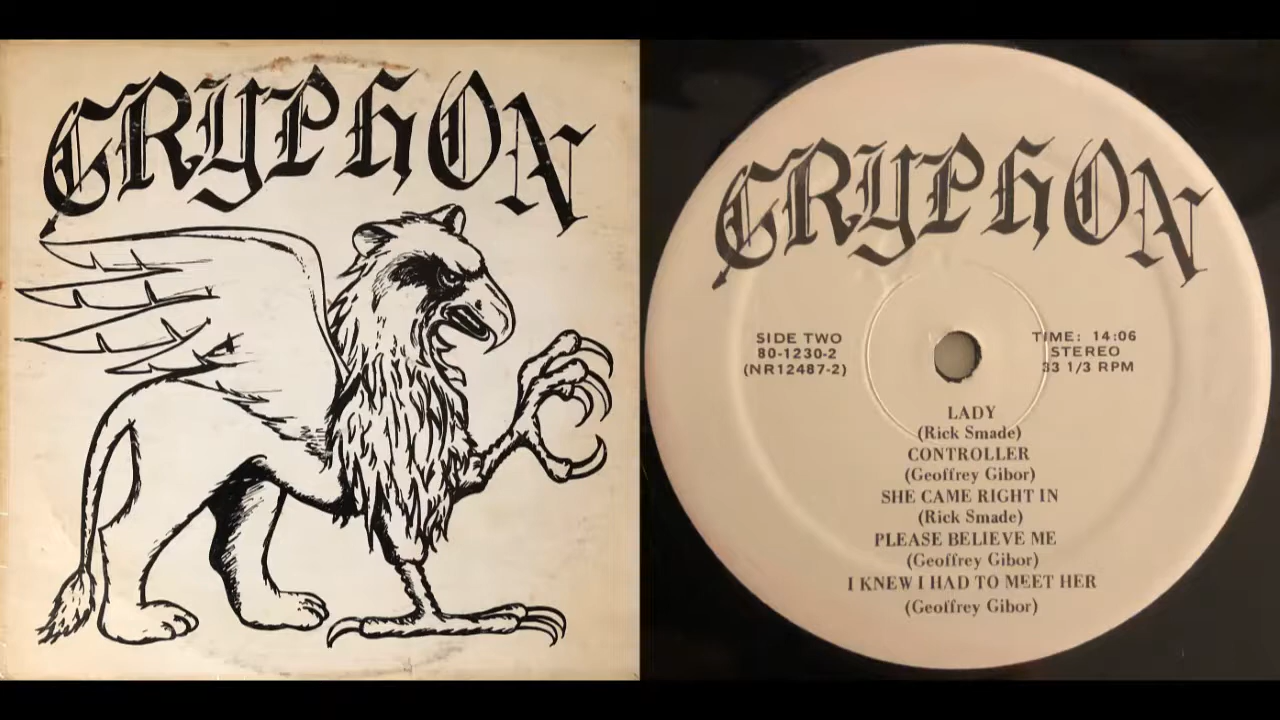 GRYPHON
GRYPHON
SIDE TWO
80-1230-2
(NR12487-2)
TIME: 14:06
STEREO
33 1/3 RPM
LADY
(Rick Smade)
CONTROLLER
(Geoffrey Gibor)
SHE CAME RIGHT IN
(Rick Smade)
PLEASE BELIEVE ME
(Geoffrey Gibor)
I KNEW I HAD TO MEET HER
(Geoffrey Gibor)